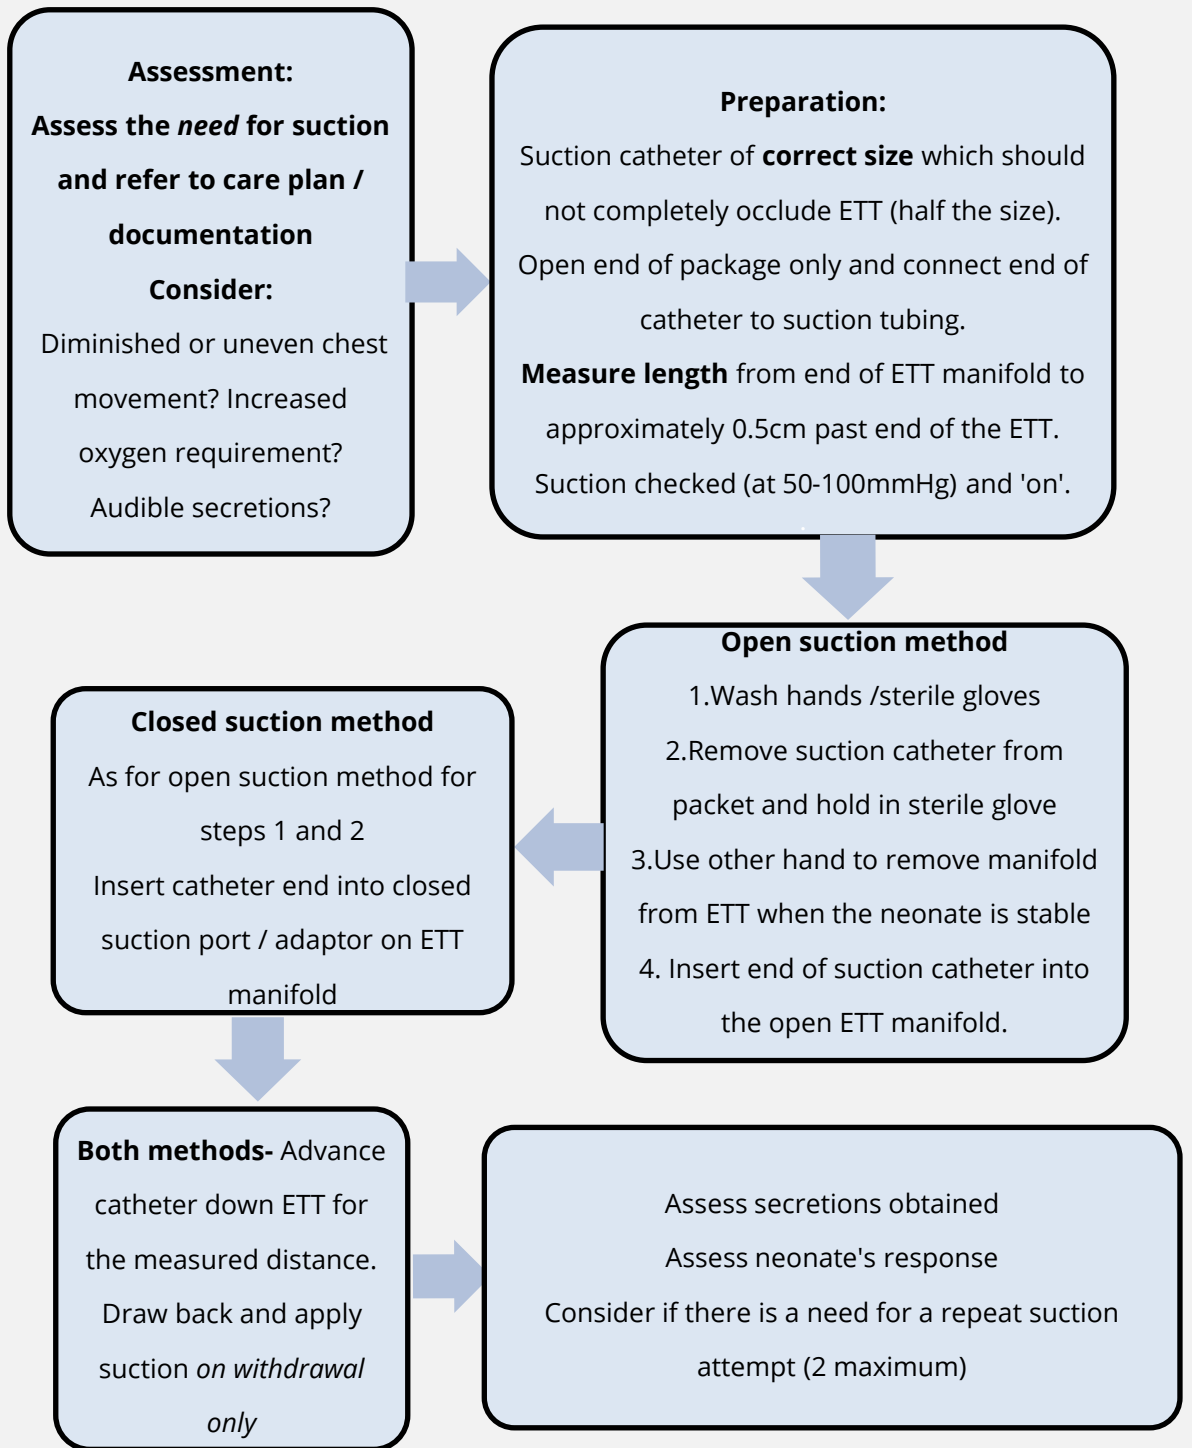 Assessment:
Assess the need for suction
and refer to care plan /
documentation
Consider:
Diminished or uneven chest
movement? Increased
oxygen requirement?
Audible secretions?
Preparation:
Suction catheter of correct size which should
not completely occlude ETT (half the size).
Open end of package only and connect end of
catheter to suction tubing.
Measure length from end of ETT manifold to
approximately 0.5cm past end of the ETT.
Suction checked (at 50-100mmHg) and 'on'.
Open suction method
1.Wash hands /sterile gloves
2.Remove suction catheter from
packet and hold in sterile glove
3.Use other hand to remove manifold
from ETT when the neonate is stable
4. Insert end of suction catheter into
the open ETT manifold.
Closed suction method
As for open suction method for
steps 1 and 2
Insert catheter end into closed
suction port / adaptor on ETT
manifold
Both methods- Advance
catheter down ETT for
the measured distance.
Draw back and apply
suction on withdrawal
only
Assess secretions obtained
Assess neonate's response
Consider if there is a need for a repeat suction
attempt (2 maximum)